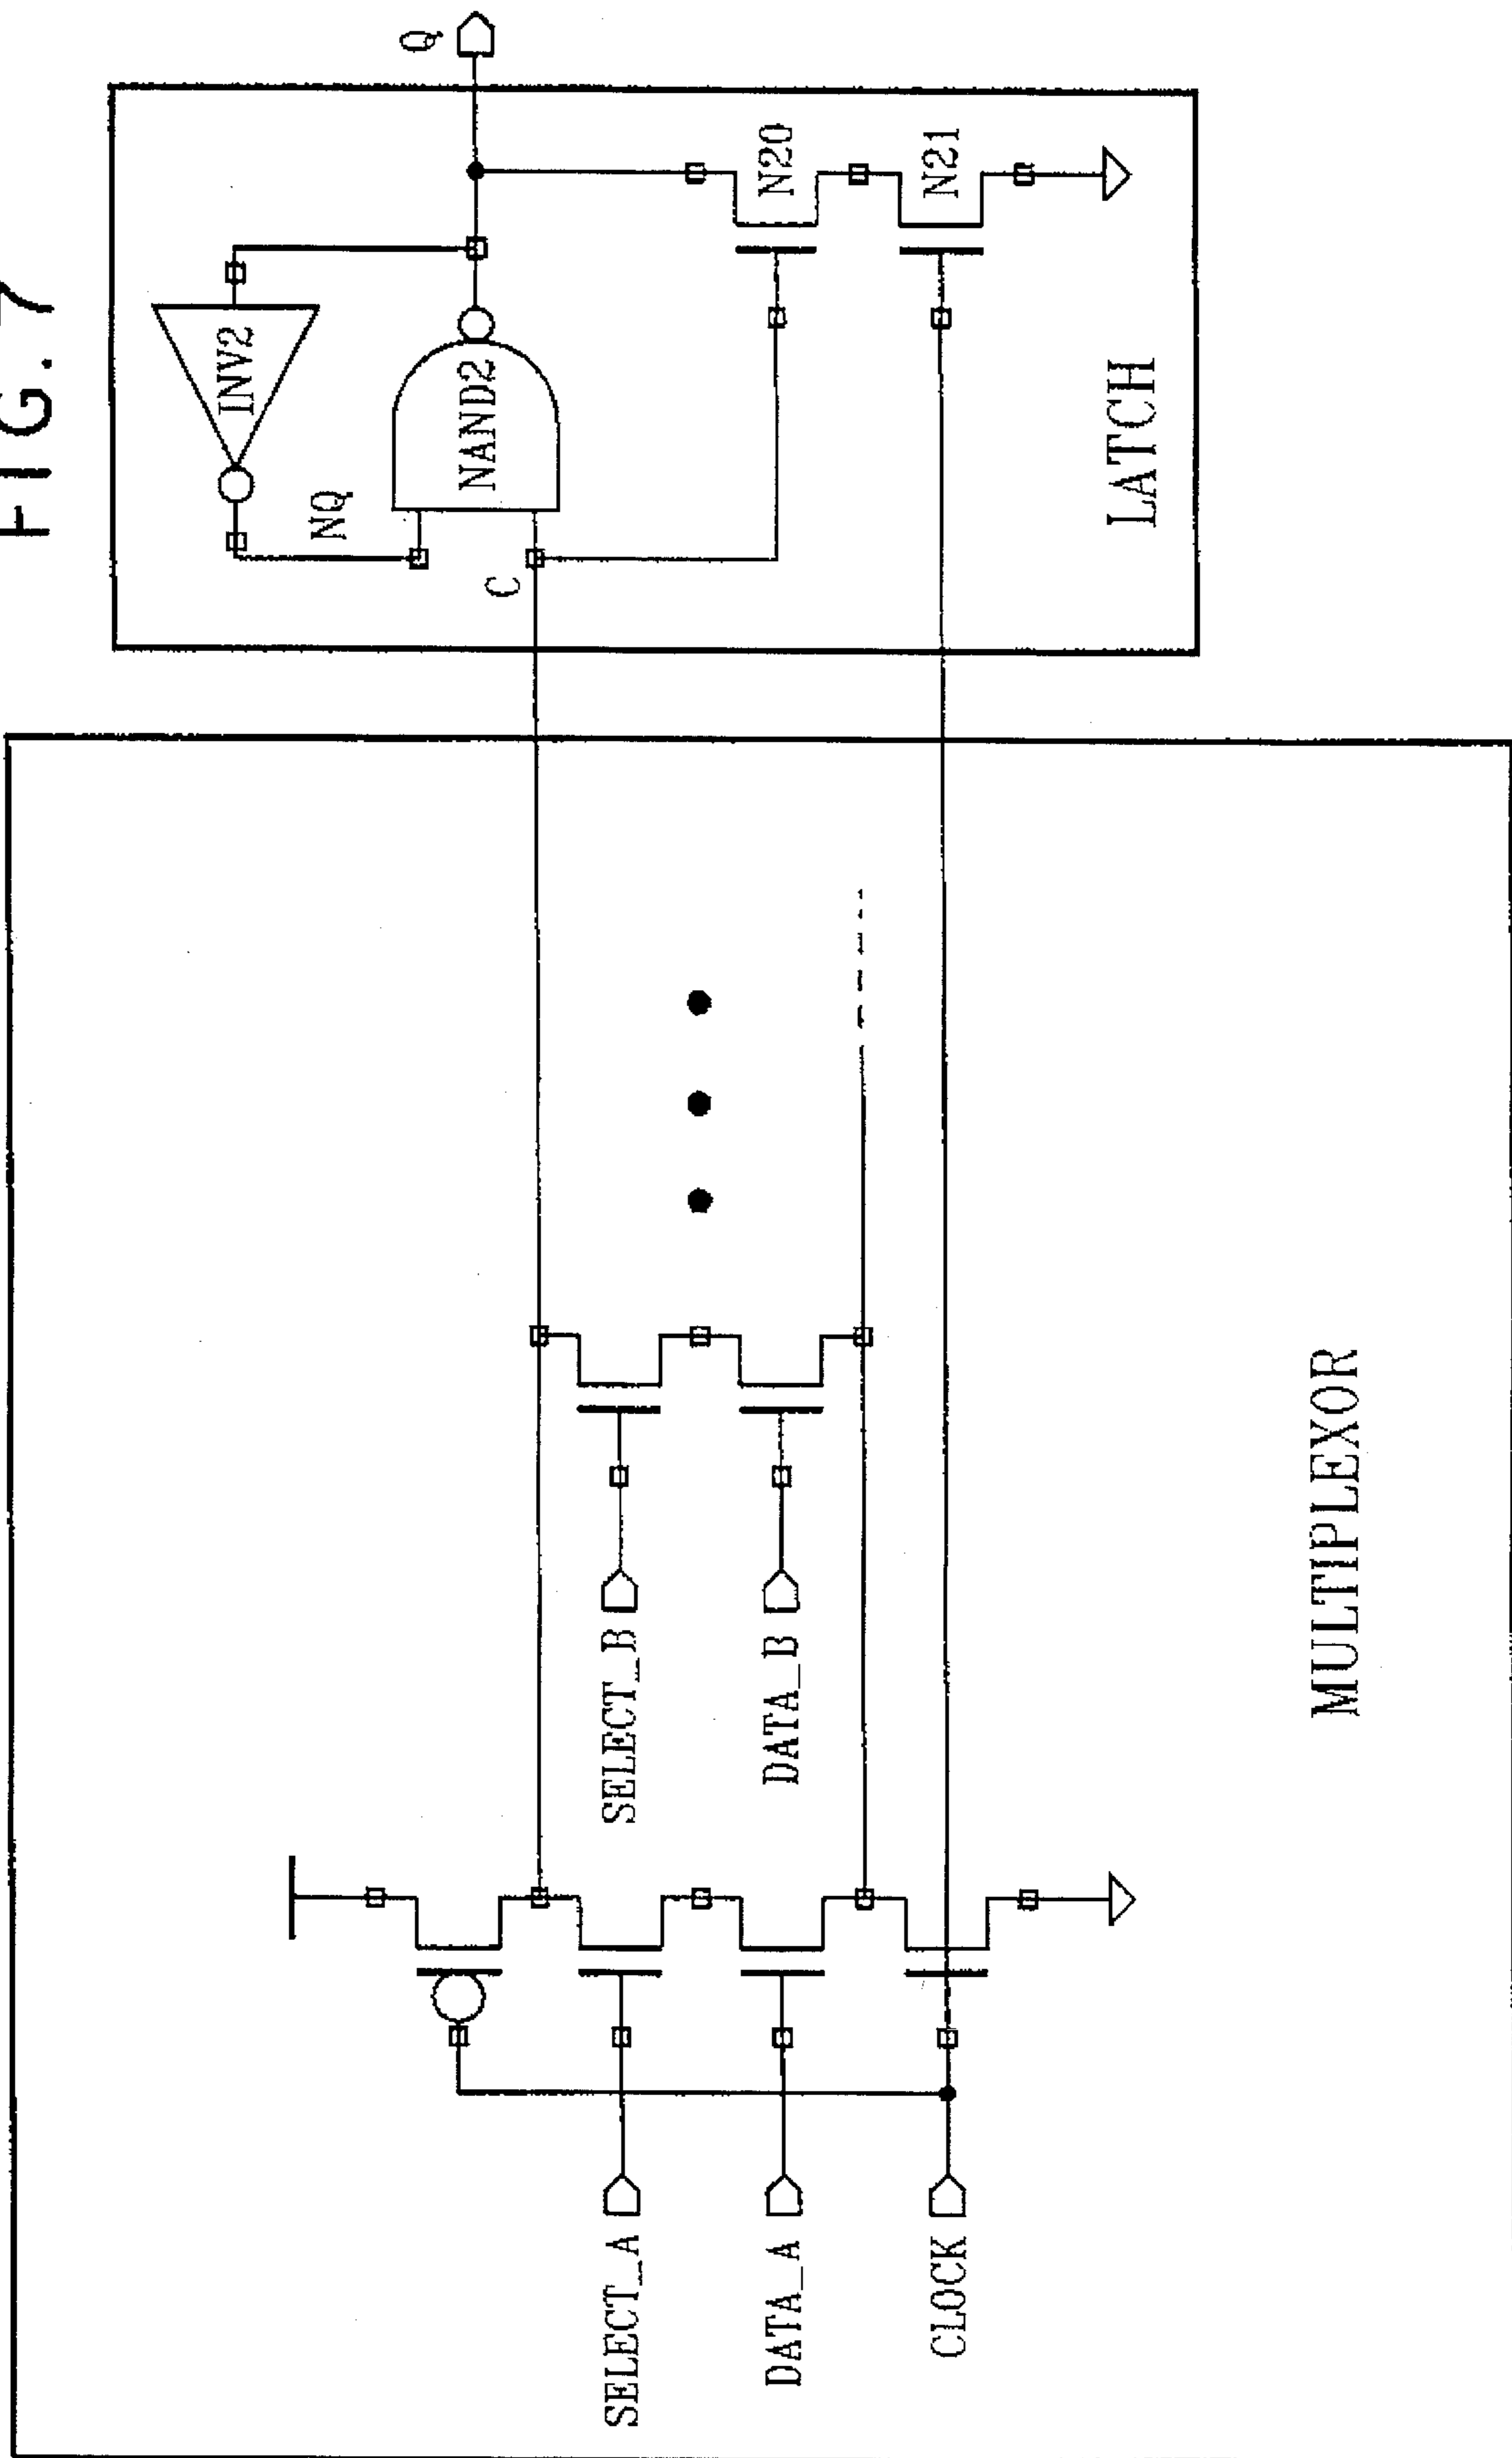 FIG. 7
Q
INV2
NAND2
NQ
C
N20
N21
LATCH
SELECT_B
DATA_B
SELECT_A
DATA_A
CLOCK
MULTIPLEXOR